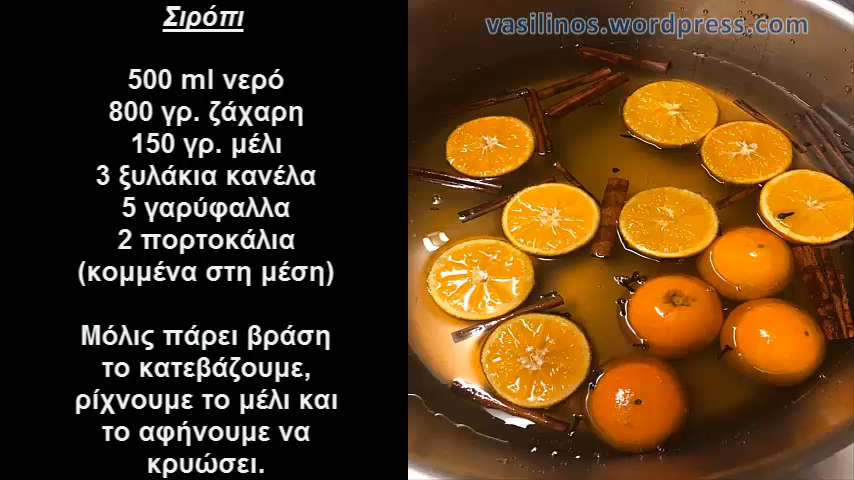 Σιρόπι
500 ml νερό
800 γρ. ζάχαρη
150 γρ. μέλι
3 ξυλάκια κανέλα
5 γαρύφαλλα
2 πορτοκάλια
(κομμένα στη μέση)
Μόλις πάρει βράση
το κατεβάζουμε,
ρίχνουμε το μέλι και
το αφήνουμε να
κρυώσει.
vasilinos.wordpress.com